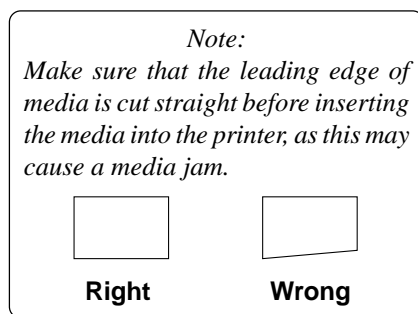 Note:
Make sure that the leading edge of
media is cut straight before inserting
the media into the printer, as this may
cause a media jam.
Right Wrong